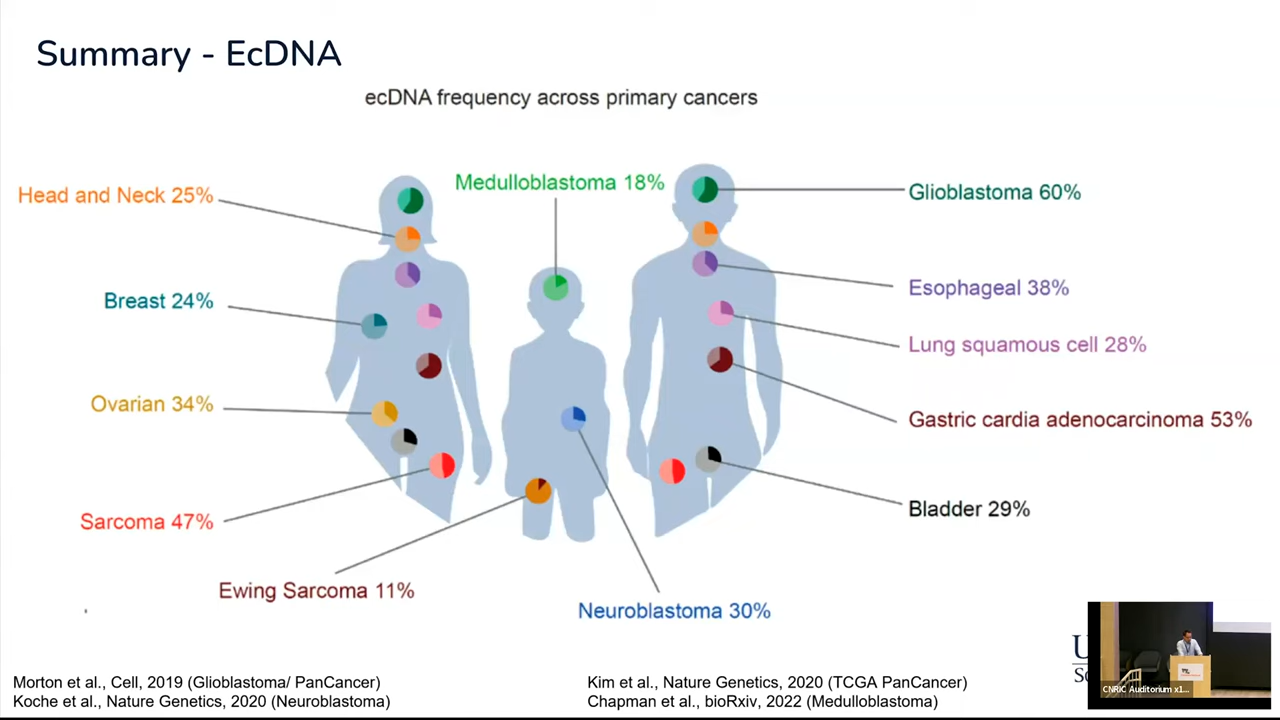 Summary - EcDNA
ecDNA frequency across primary cancers
Head and Neck 25%
Medulloblastoma 18%
Glioblastoma 60%
Breast 24%
Esophageal 38%
Lung squamous cell 28%
Ovarian 34%
Gastric cardia adenocarcinoma 53%
Sarcoma 47%
Bladder 29%
Ewing Sarcoma 11%
Neuroblastoma 30%
Morton et al., Cell, 2019 (Glioblastoma/ PanCancer)
Koche et al., Nature Genetics, 2020 (Neuroblastoma)
Kim et al., Nature Genetics, 2020 (TCGA PanCancer)
Chapman et al., bioRxiv, 2022 (Medulloblastoma)
CNRIC Auditorium x1...